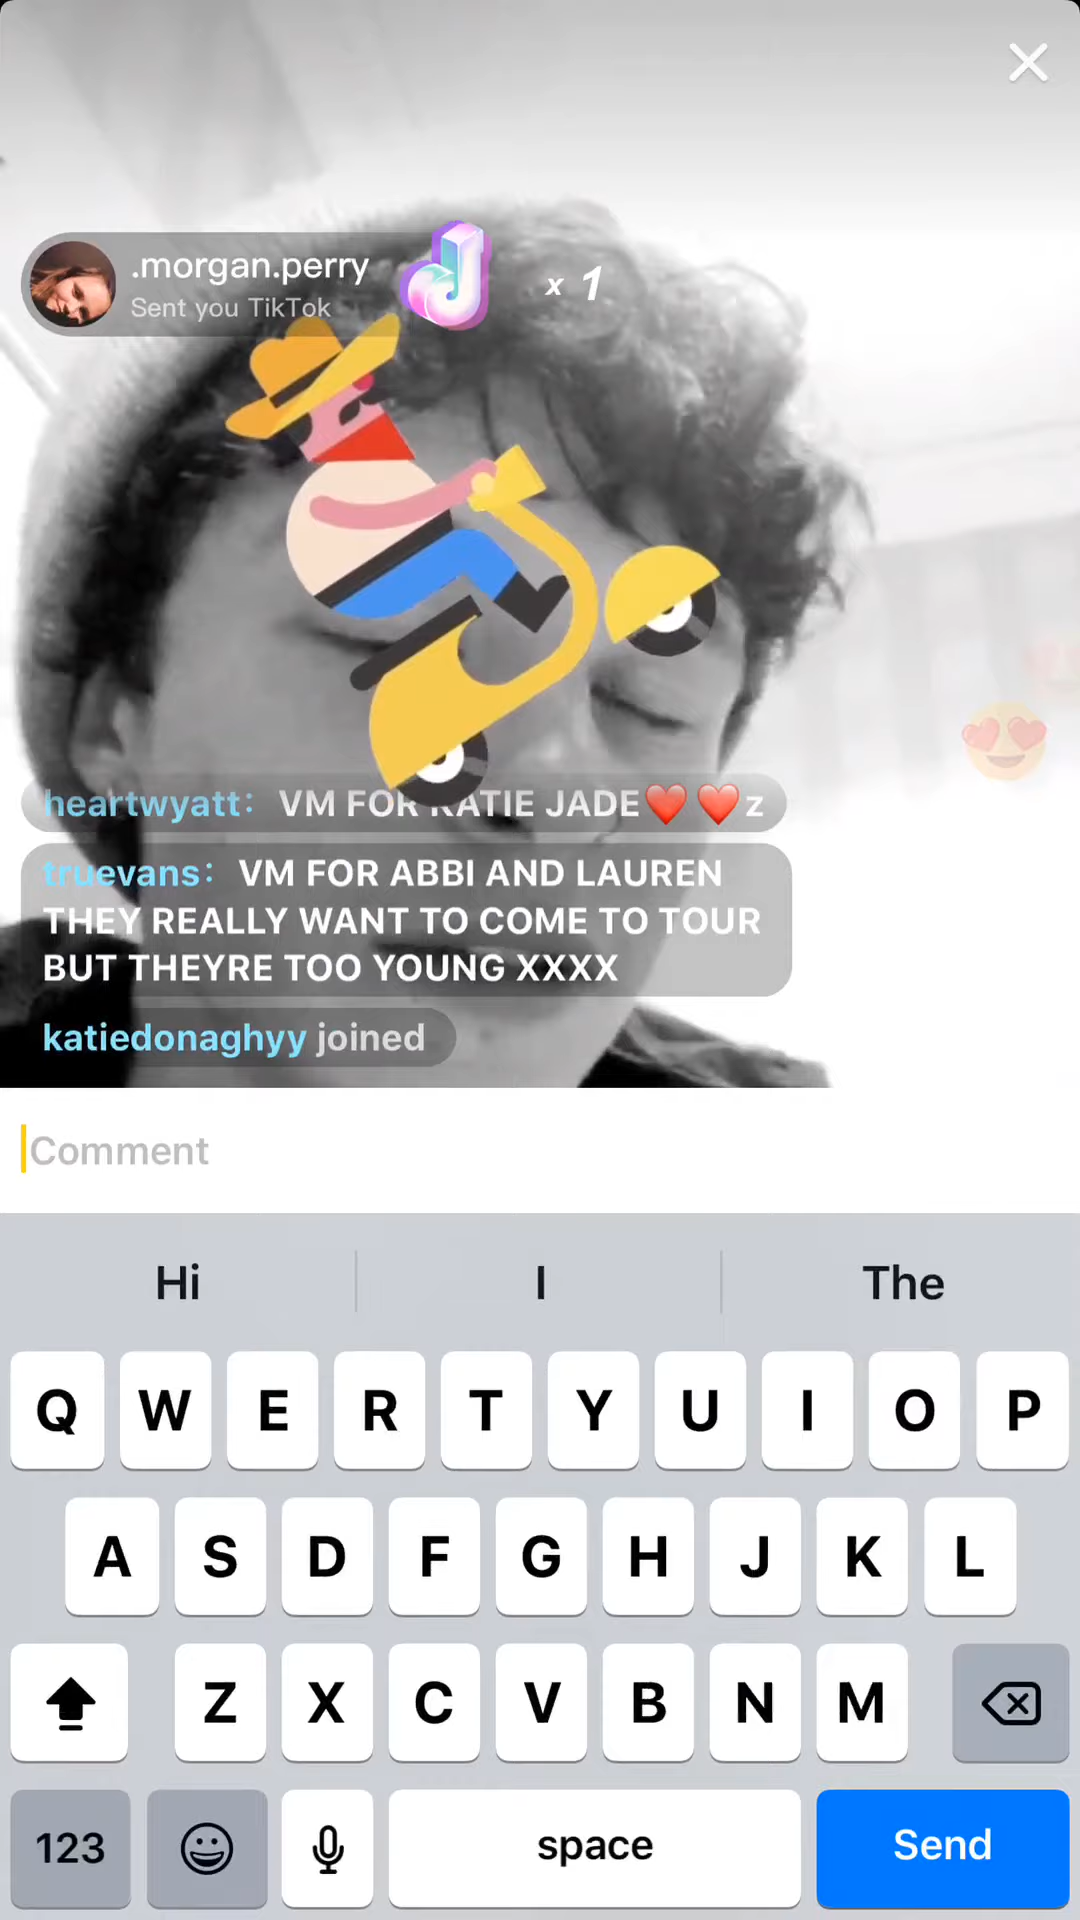 .morgan.perry
Sent you TikTok
x 1
heartwyatt: VM FOR KATIE JADE❤️❤️z
truevans: VM FOR ABBI AND LAUREN
THEY REALLY WANT TO COME TO TOUR
BUT THEYRE TOO YOUNG XXXX
katiedonaghyy joined
Comment
Hi I The
Q W E R T Y U I O P
A S D F G H J K L
Z X C V B N M
123 space Send